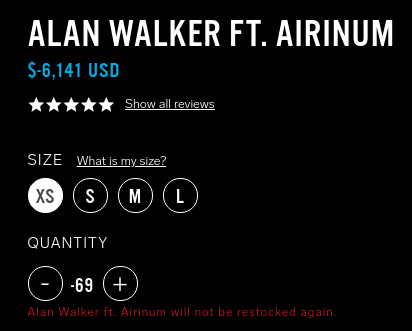 ALAN WALKER FT. AIRINUM
$-6,141 USD
Show all reviews
SIZE What is my size?
XS S M L
QUANTITY
- -69 +
Alan Walker ft. Airinum will not be restocked again.